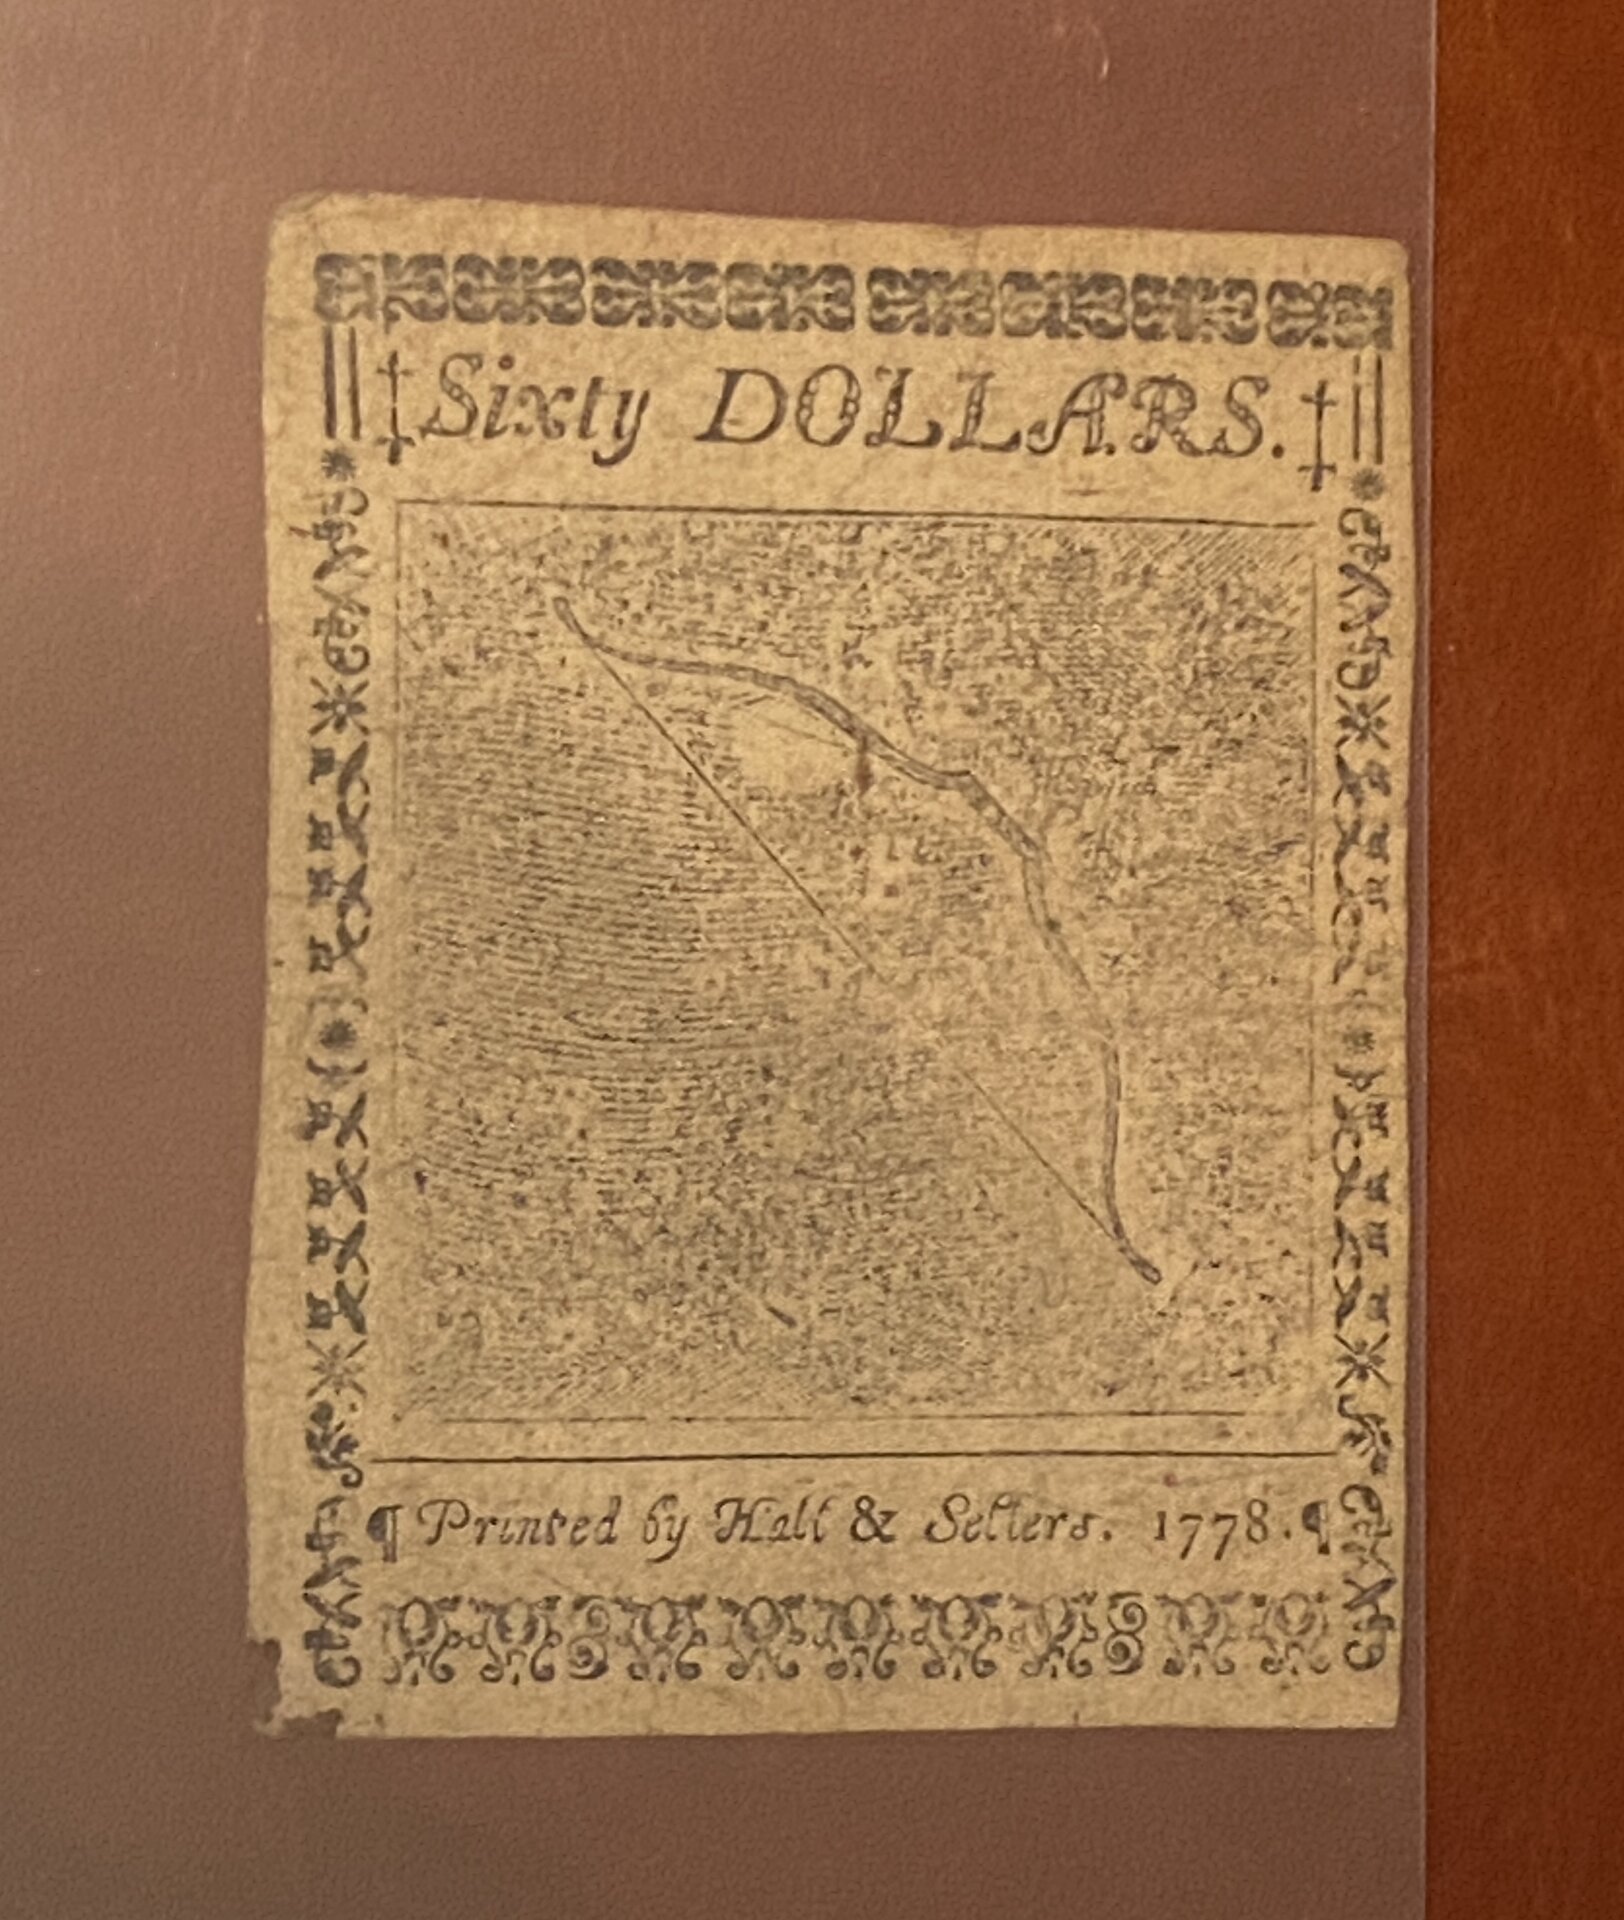 ‡Sixty DOLLARS.‡
¶ Printed by Hall & Sellers. 1778.¶